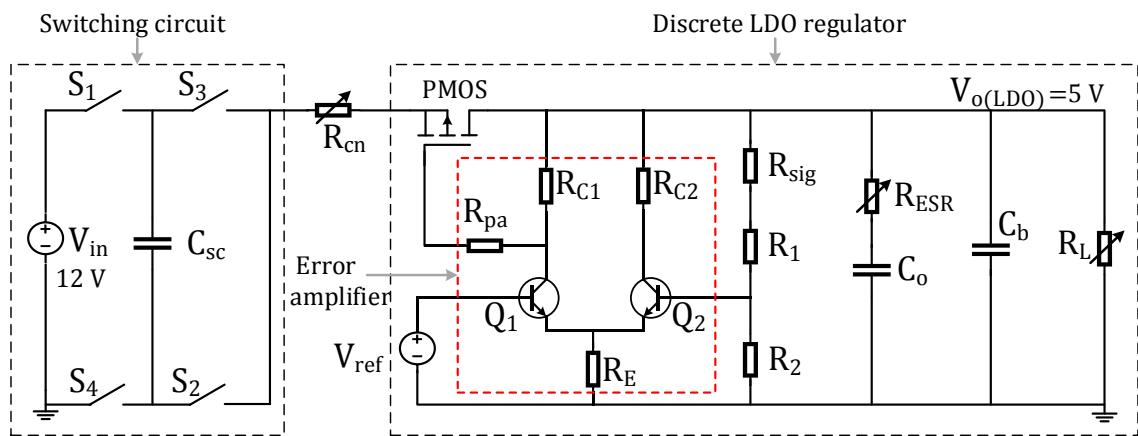 Switching circuit
Discrete LDO regulator
S1
S3
PMOS
Vo(LDO)=5 V
Rcn
RC1
RC2
Rsig
Rpa
RESR
Vin
12 V
Csc
R1
Cb
RL
Error
amplifier
Co
Q1
Q2
Vref
RE
R2
S4
S2